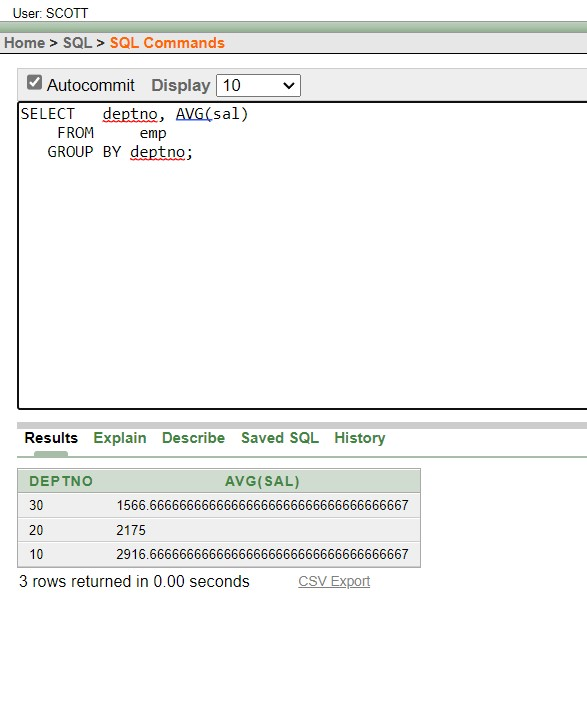 User: SCOTT
Home > SQL > SQL Commands
Autocommit Display 10
SELECT deptno, AVG(sal)
FROM emp
GROUP BY deptno;
Results Explain Describe Saved SQL History
DEPTNO AVG(SAL)
30 1566.66666666666666666666666666666666667
20 2175
10 2916.66666666666666666666666666666666667
3 rows returned in 0.00 seconds CSV Export